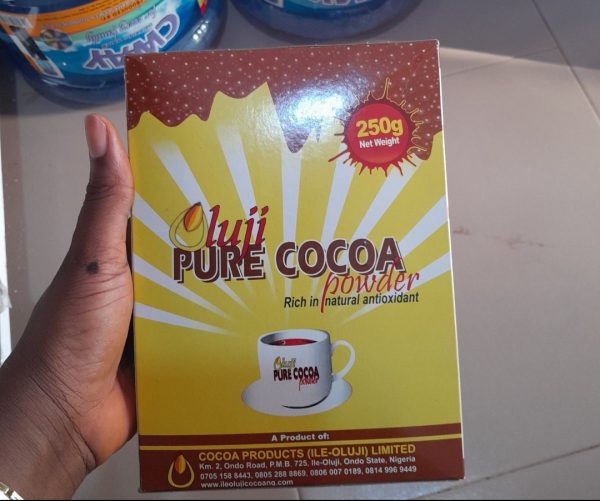 CWAY
250g
Net Weight
Oluji
PURE COCOA
powder
Rich in natural antioxidant
Oluji
PURE COCOA
powder
A Product of:
COCOA PRODUCTS (ILE-OLUJI) LIMITED
Km. 2, Ondo Road, P.M.B. 725, Ile-Oluji, Ondo State, Nigeria
0705 158 8443, 0805 288 8869, 0806 007 0189, 0814 996 9449
www.ileolujicocoang.com